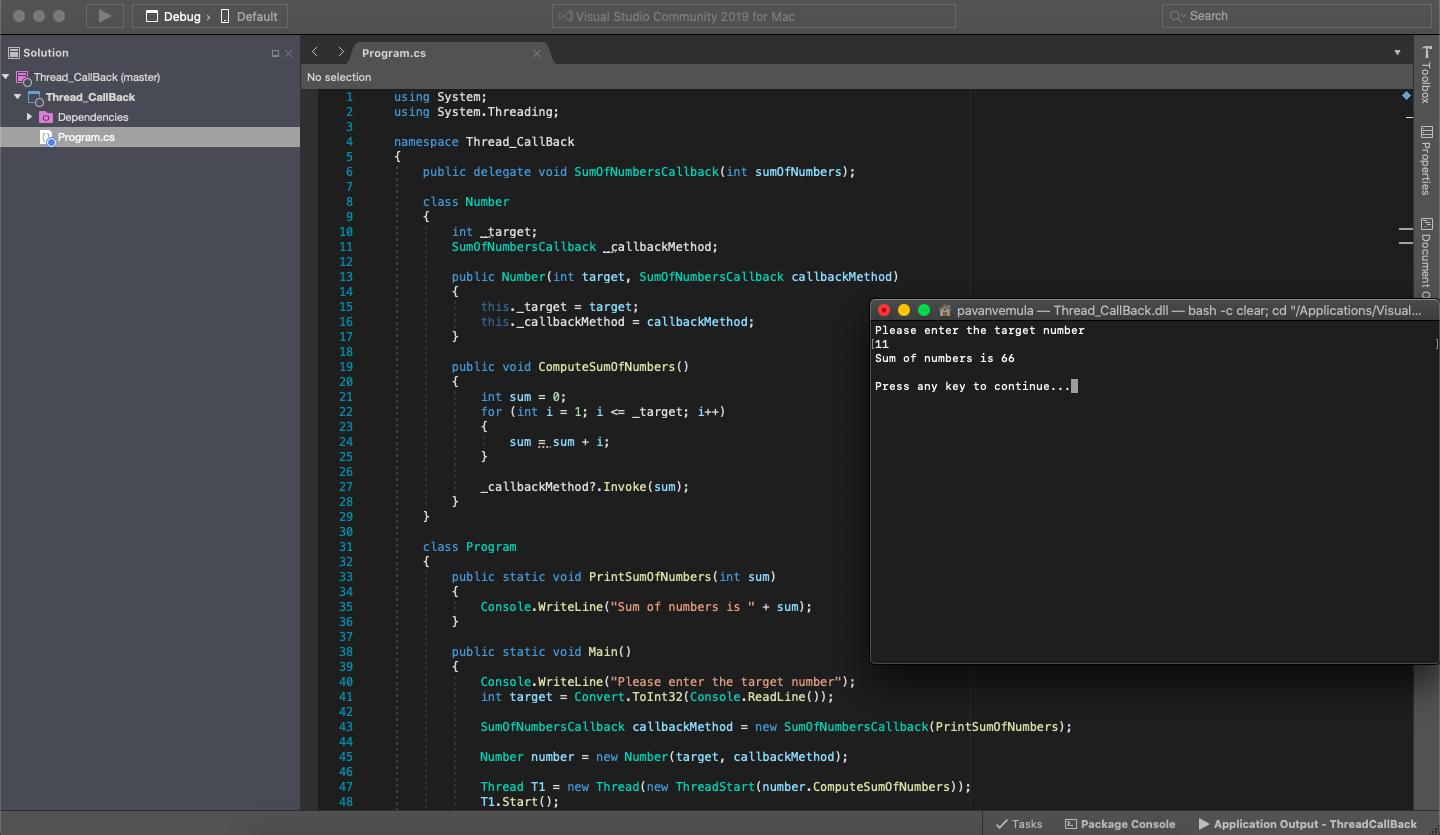 Debug › Default
Visual Studio Community 2019 for Mac
Search
Solution
Thread_CallBack (master)
Thread_CallBack
Dependencies
Program.cs
Program.cs
No selection
1 using System;
2 using System.Threading;
3
4 namespace Thread_CallBack
5 {
6 public delegate void SumOfNumbersCallback(int sumOfNumbers);
7
8 class Number
9 {
10 int _target;
11 SumOfNumbersCallback _callbackMethod;
12
13 public Number(int target, SumOfNumbersCallback callbackMethod)
14 {
15 this._target = target;
16 this._callbackMethod = callbackMethod;
17 }
18
19 public void ComputeSumOfNumbers()
20 {
21 int sum = 0;
22 for (int i = 1; i <= _target; i++)
23 {
24 sum = sum + i;
25 }
26
27 _callbackMethod?.Invoke(sum);
28 }
29 }
30
31 class Program
32 {
33 public static void PrintSumOfNumbers(int sum)
34 {
35 Console.WriteLine("Sum of numbers is " + sum);
36 }
37
38 public static void Main()
39 {
40 Console.WriteLine("Please enter the target number");
41 int target = Convert.ToInt32(Console.ReadLine());
42
43 SumOfNumbersCallback callbackMethod = new SumOfNumbersCallback(PrintSumOfNumbers);
44
45 Number number = new Number(target, callbackMethod);
46
47 Thread T1 = new Thread(new ThreadStart(number.ComputeSumOfNumbers));
48 T1.Start();
pavanvemula — Thread_CallBack.dll — bash -c clear; cd "/Applications/Visual...
Please enter the target number
[11 ]
Sum of numbers is 66
Press any key to continue...
Toolbox
Properties
Document O
Tasks
Package Console
Application Output - ThreadCallBack